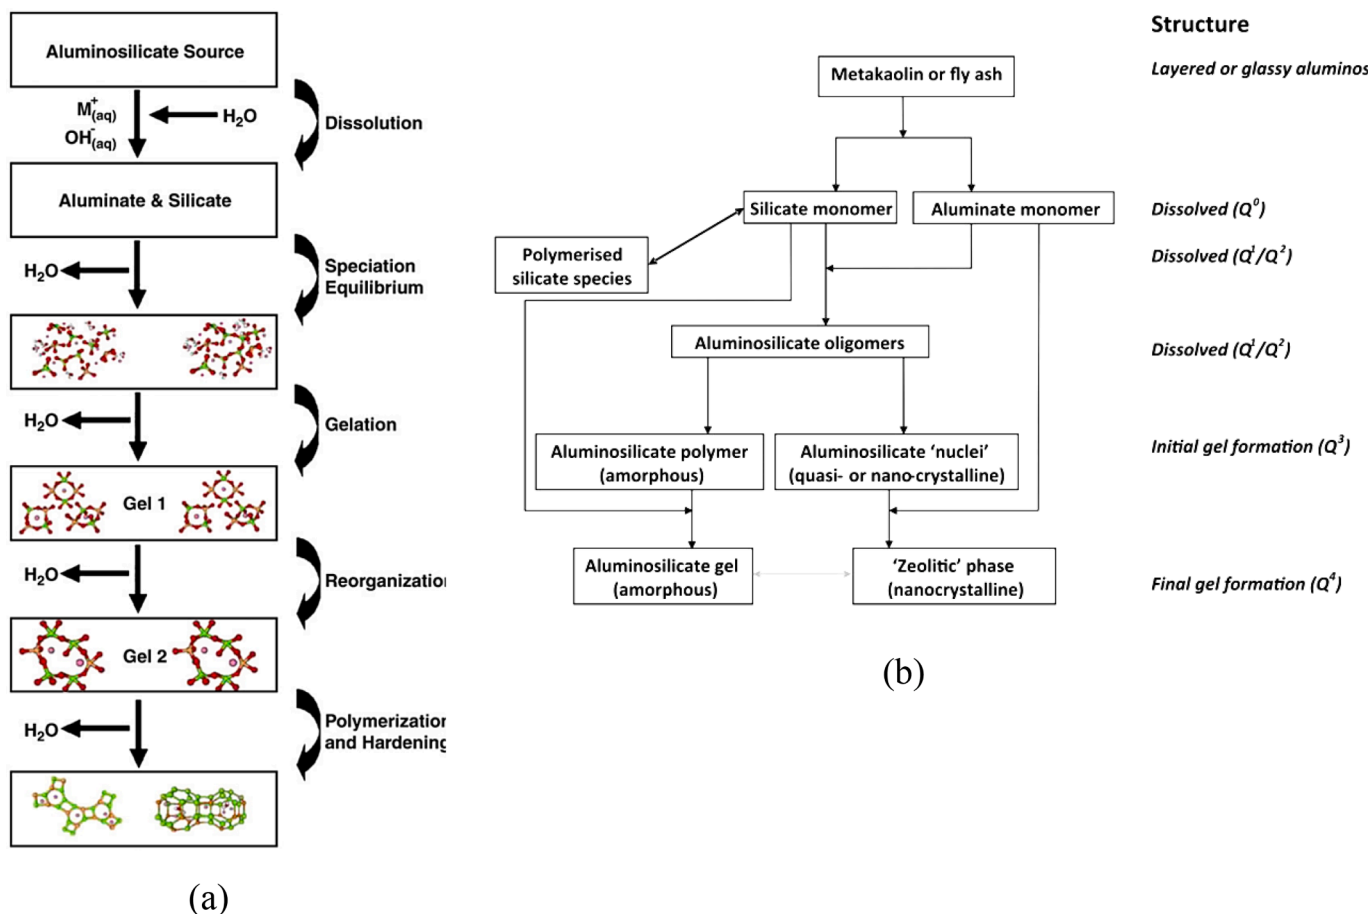 Aluminosilicate Source
M⁺(aq)
OH⁻(aq)
H₂O
Dissolution
Aluminate & Silicate
H₂O
Speciation
Equilibrium
H₂O
Gelation
Gel 1
H₂O
Reorganization
Gel 2
H₂O
Polymerization
and Hardening
(a)
Structure
Metakaolin or fly ash
Layered or glassy aluminos
Silicate monomer
Aluminate monomer
Dissolved (Q⁰)
Polymerised
silicate species
Dissolved (Q¹/Q²)
Aluminosilicate oligomers
Dissolved (Q¹/Q²)
Aluminosilicate polymer
(amorphous)
Aluminosilicate ‘nuclei’
(quasi- or nano-crystalline)
Initial gel formation (Q³)
Aluminosilicate gel
(amorphous)
‘Zeolitic’ phase
(nanocrystalline)
Final gel formation (Q⁴)
(b)